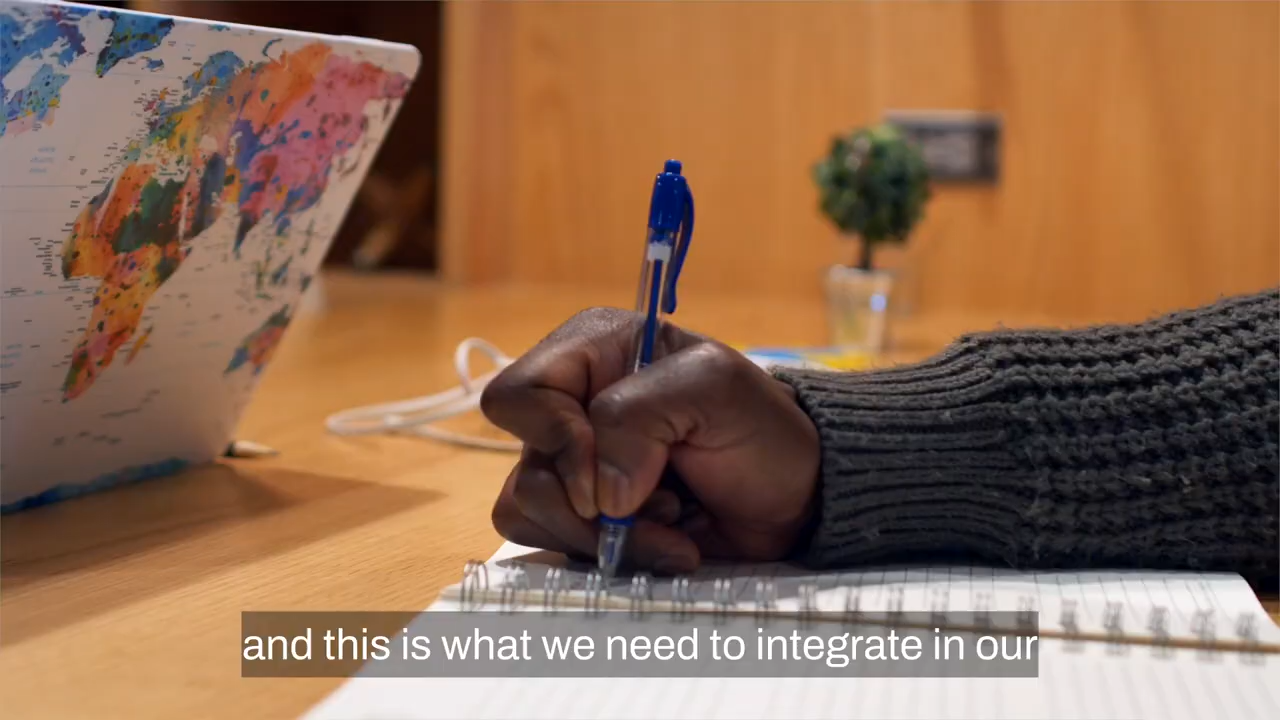 and this is what we need to integrate in our